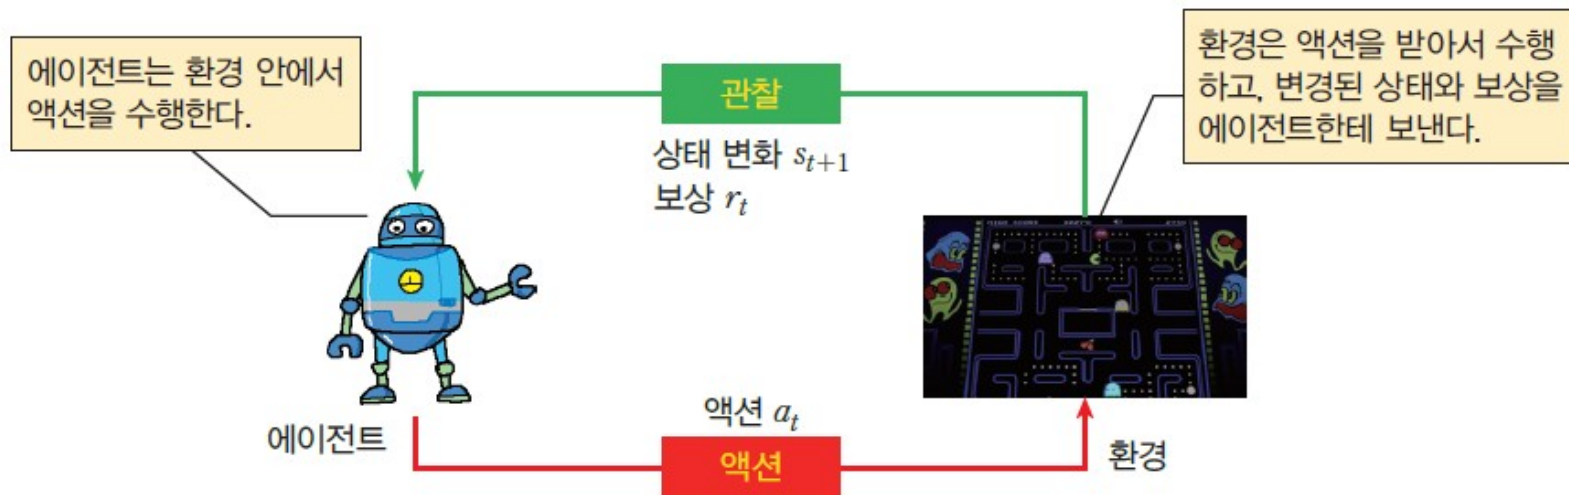 에이전트는 환경 안에서
액션을 수행한다.
관찰
상태 변화 s_{t+1}
보상 r_t
환경은 액션을 받아서 수행
하고, 변경된 상태와 보상을
에이전트한테 보낸다.
에이전트
액션 a_t
액션
환경